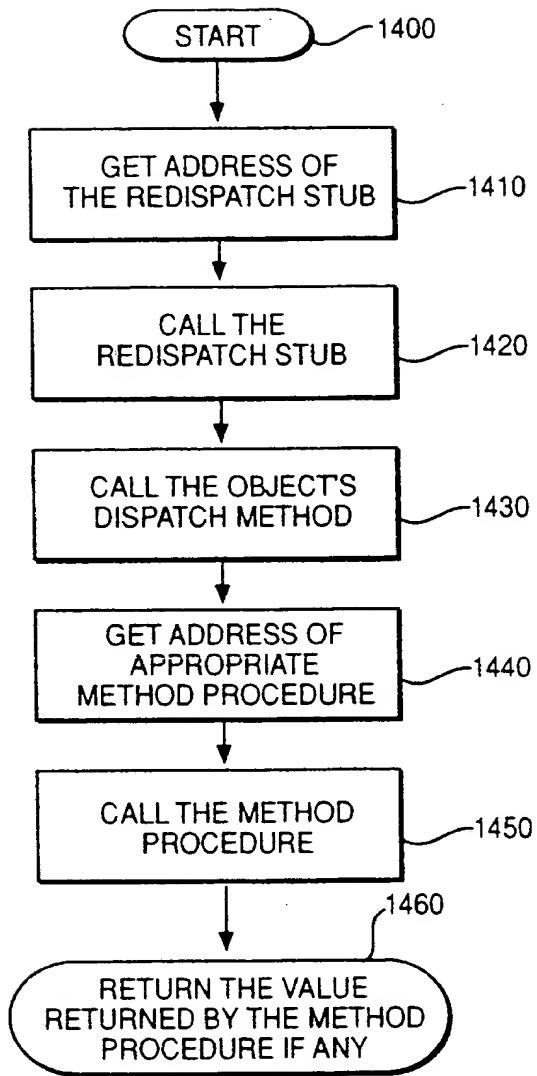 START
1400
GET ADDRESS OF
THE REDISPATCH STUB
1410
CALL THE
REDISPATCH STUB
1420
CALL THE OBJECT'S
DISPATCH METHOD
1430
GET ADDRESS OF
APPROPRIATE
METHOD PROCEDURE
1440
CALL THE METHOD
PROCEDURE
1450
1460
RETURN THE VALUE
RETURNED BY THE METHOD
PROCEDURE IF ANY